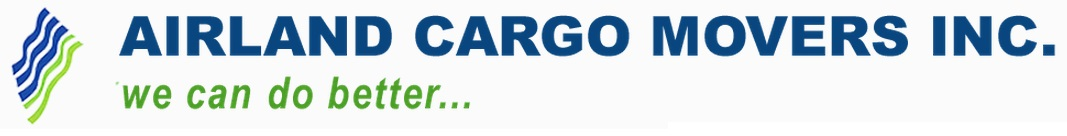 AIRLAND CARGO MOVERS INC.
we can do better...